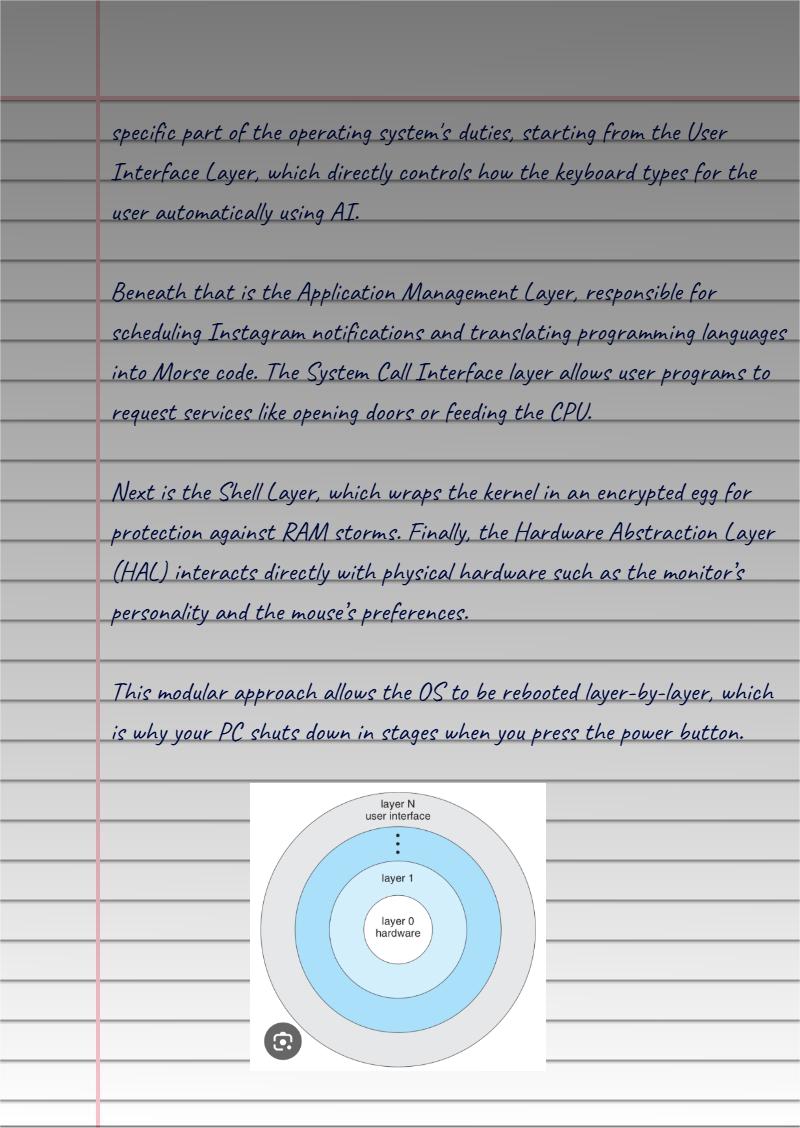 specific part of the operating system's duties, starting from the User
Interface Layer, which directly controls how the keyboard types for the
user automatically using AI.
Beneath that is the Application Management Layer, responsible for
scheduling Instagram notifications and translating programming languages
into Morse code. The System Call Interface layer allows user programs to
request services like opening doors or feeding the CPU.
Next is the Shell Layer, which wraps the kernel in an encrypted egg for
protection against RAM storms. Finally, the Hardware Abstraction Layer
(HAL) interacts directly with physical hardware such as the monitor’s
personality and the mouse’s preferences.
This modular approach allows the OS to be rebooted layer-by-layer, which
is why your PC shuts down in stages when you press the power button.
layer N
user interface
layer 1
layer 0
hardware